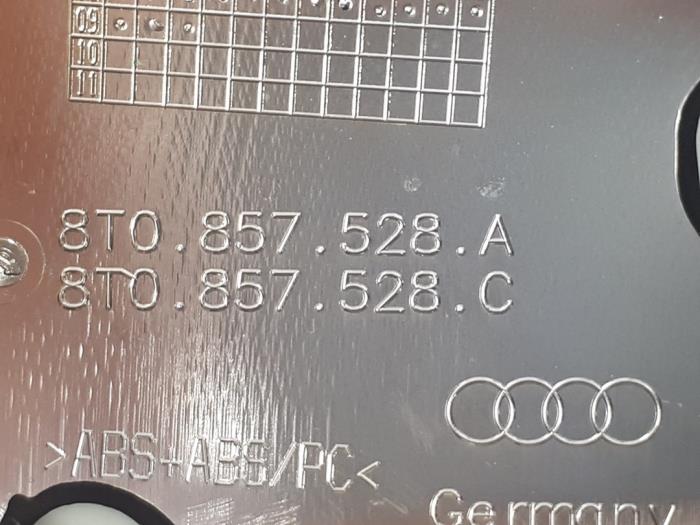 09
10
11
8T0.857.528.A
8T0.857.528.C
>ABS+ABS/PC<
Germany